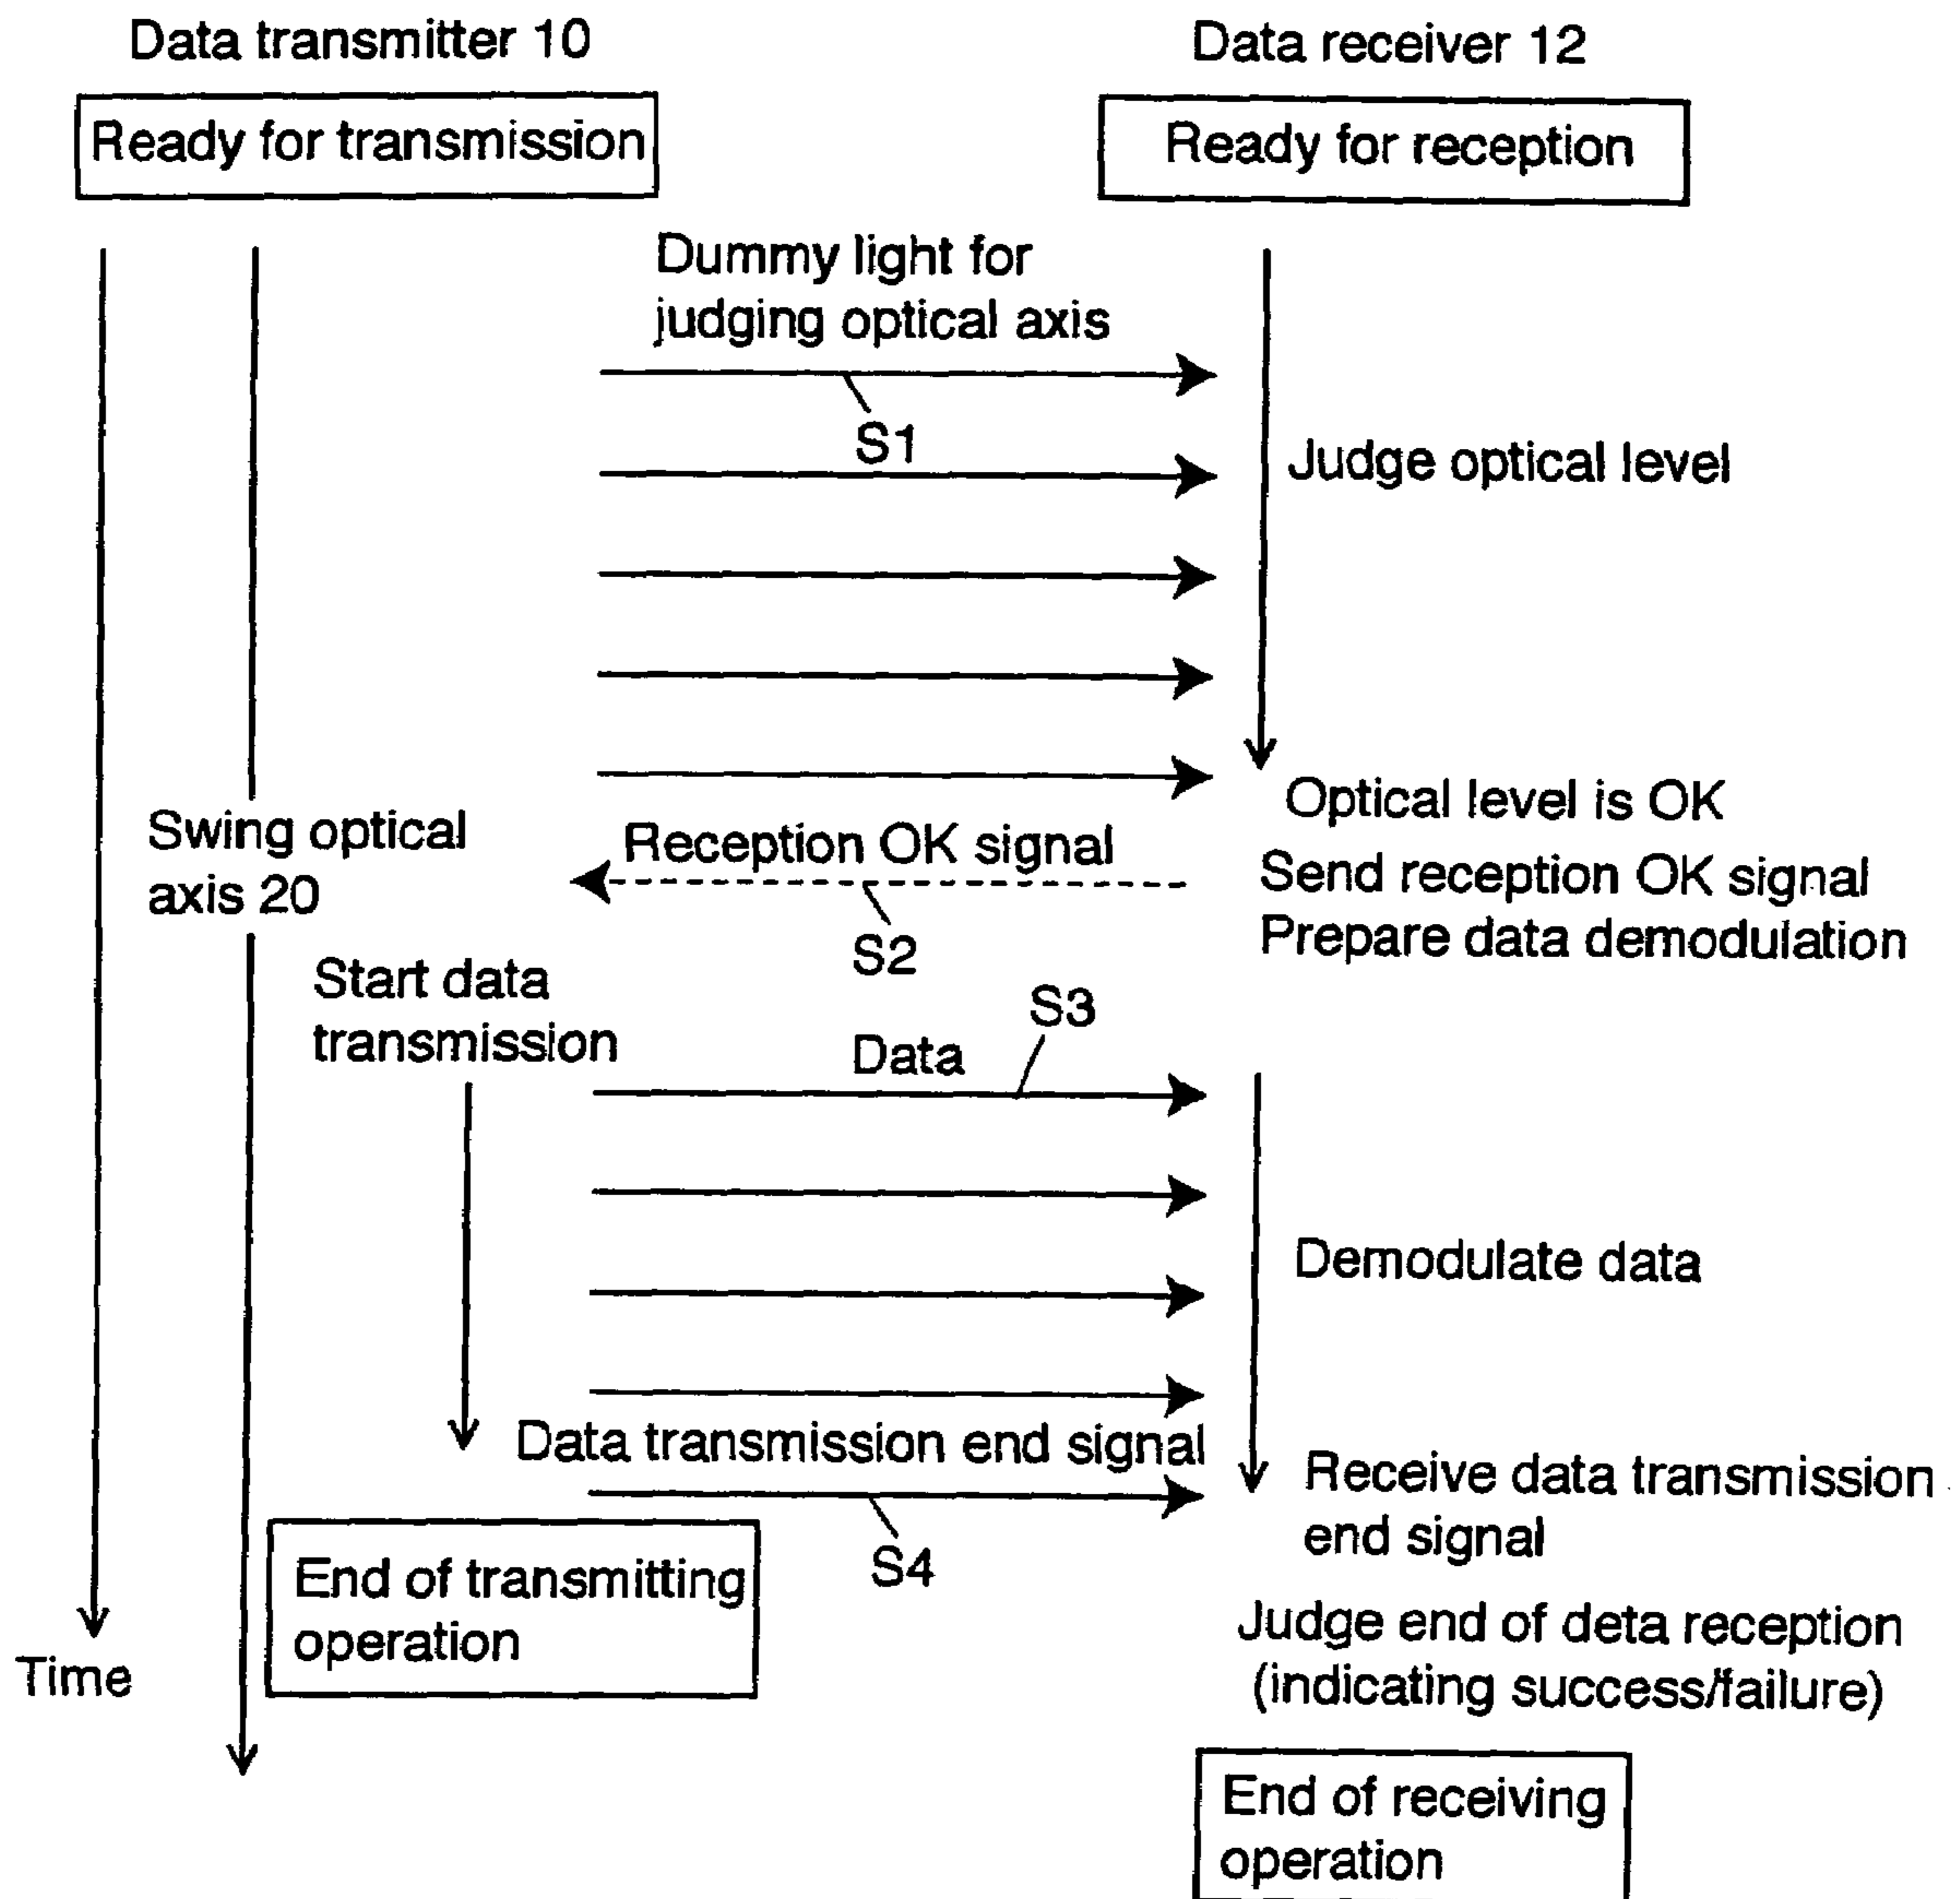 Data transmitter 10
Data receiver 12
Ready for transmission
Ready for reception
Dummy light for
judging optical axis
S1
Judge optical level
Optical level is OK
Swing optical
axis 20
Reception OK signal
Send reception OK signal
S2
Prepare data demodulation
Start data
transmission
S3
Data
Demodulate data
Data transmission end signal
Receive data transmission
end signal
S4
End of transmitting
operation
Judge end of deta reception
(indicating success/failure)
Time
End of receiving
operation